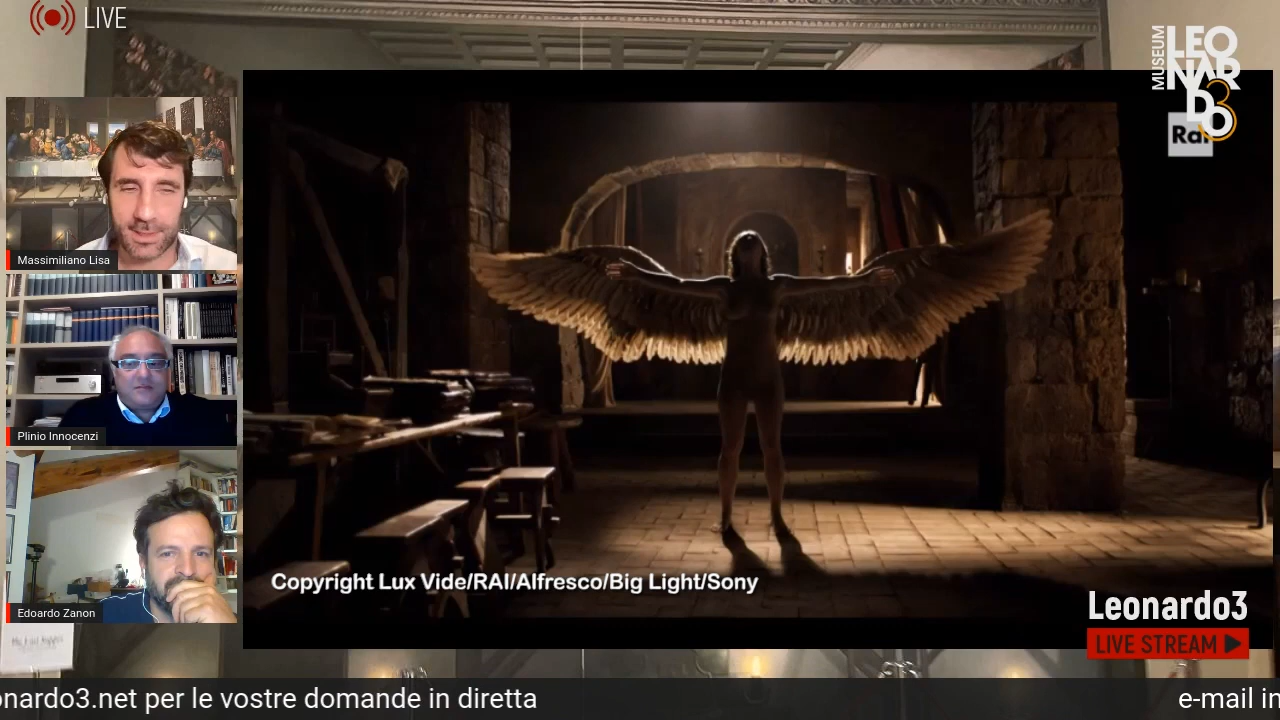 LIVE
MUSEUM
LEO
NAR
DO3
Rai
Massimiliano Lisa
Plinio Innocenzi
Edoardo Zanon
Copyright Lux Vide/RAI/Alfresco/Big Light/Sony
Leonardo3
LIVE STREAM
onardo3.net per le vostre domande in diretta
e-mail in